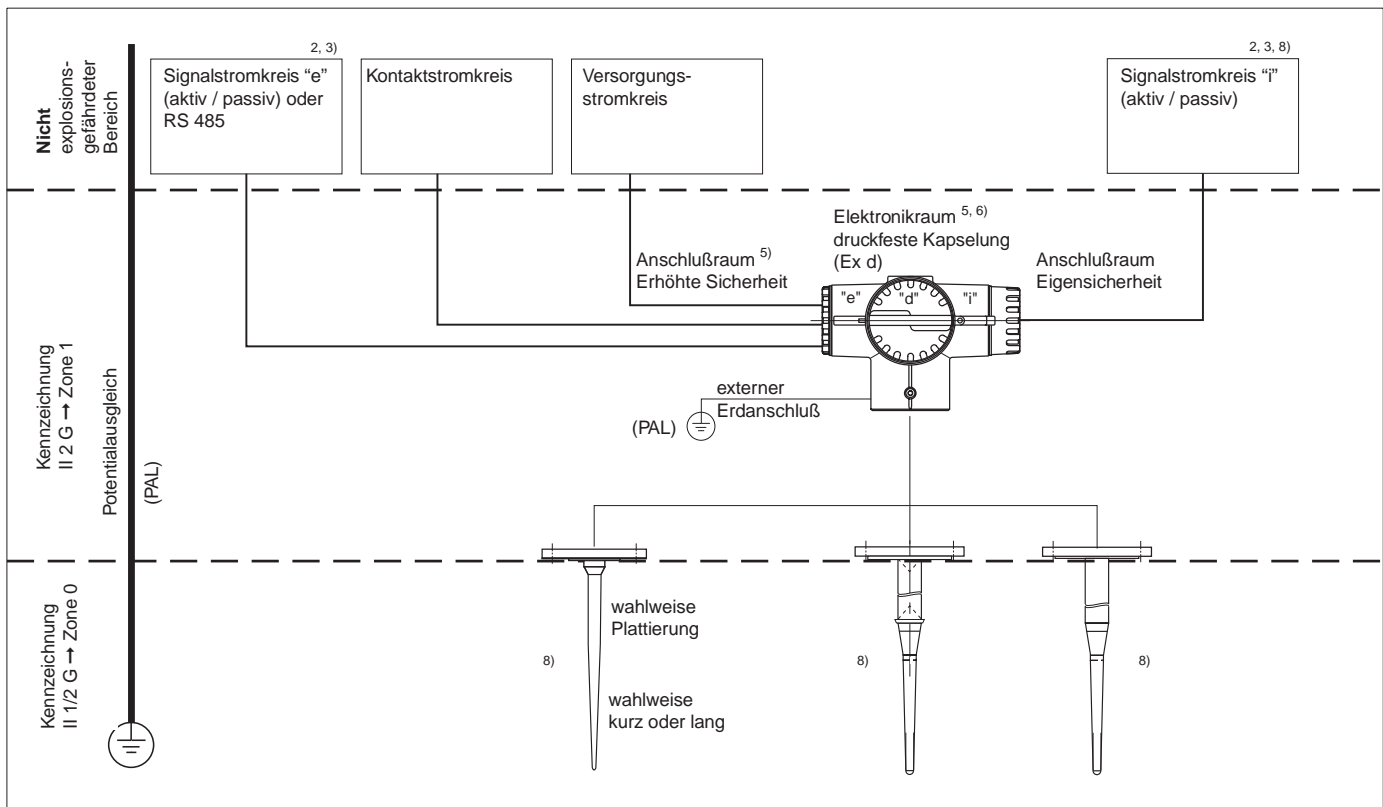 Nicht
explosions-
gefährdeter
Bereich
2, 3)
Signalstromkreis “e”
(aktiv / passiv) oder
RS 485
Kontaktstromkreis
Versorgungs-
stromkreis
2, 3, 8)
Signalstromkreis “i”
(aktiv / passiv)
Kennzeichnung
II 2 G → Zone 1
Potentialausgleich
(PAL)
Anschlußraum 5)
Erhöhte Sicherheit
Elektronikraum 5, 6)
druckfeste Kapselung
(Ex d)
Anschlußraum
Eigensicherheit
"e"
"d"
"i"
externer
Erdanschluß
(PAL)
Kennzeichnung
II 1/2 G → Zone 0
wahlweise
Plattierung
8)
8)
8)
wahlweise
kurz oder lang